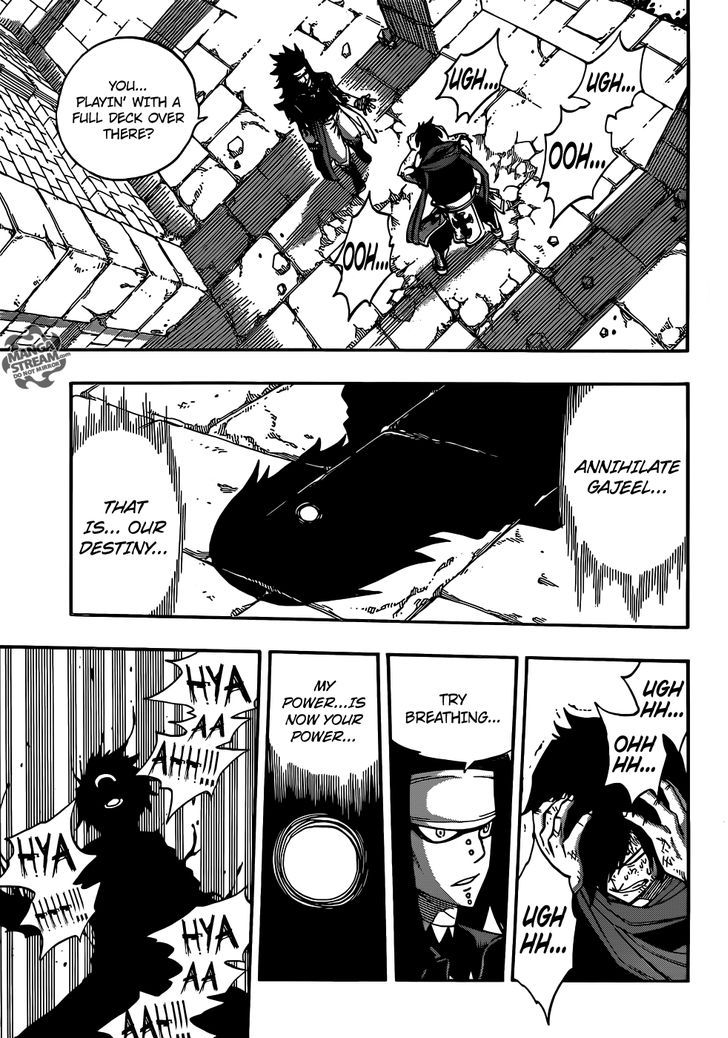 UGH...
OOH...
UGH...
OOH...
YOU...
PLAYIN' WITH A
FULL DECK OVER
THERE?
MANGA
STREAM.com
DO NOT MIRROR
ANNIHILATE
GAJEEL...
THAT
IS... OUR
DESTINY...
UGH
HH...
OHH
HH...
UGH
HH...
TRY
BREATHING...
MY
POWER...IS
NOW YOUR
POWER...
HYA
AA
AHH!!!
HYA
HHH!!!
HYA
AA
AAH!!!